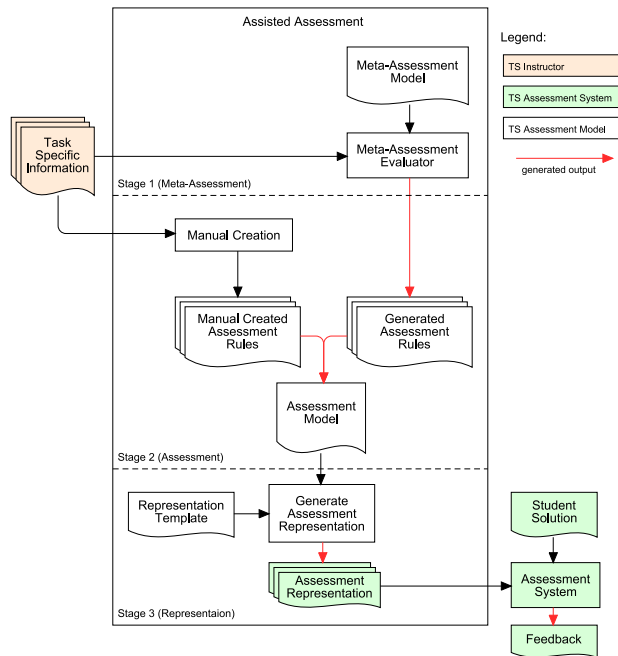 Assisted Assessment
Legend:
TS Instructor
TS Assessment System
TS Assessment Model
generated output
Meta-Assessment
Model
Task
Specific
Information
Meta-Assessment
Evaluator
Stage 1 (Meta-Assessment)
Manual Creation
Manual Created
Assessment
Rules
Generated
Assessment
Rules
Assessment
Model
Stage 2 (Assessment)
Representation
Template
Generate
Assessment
Representation
Student
Solution
Assessment
Representation
Assessment
System
Stage 3 (Representaion)
Feedback